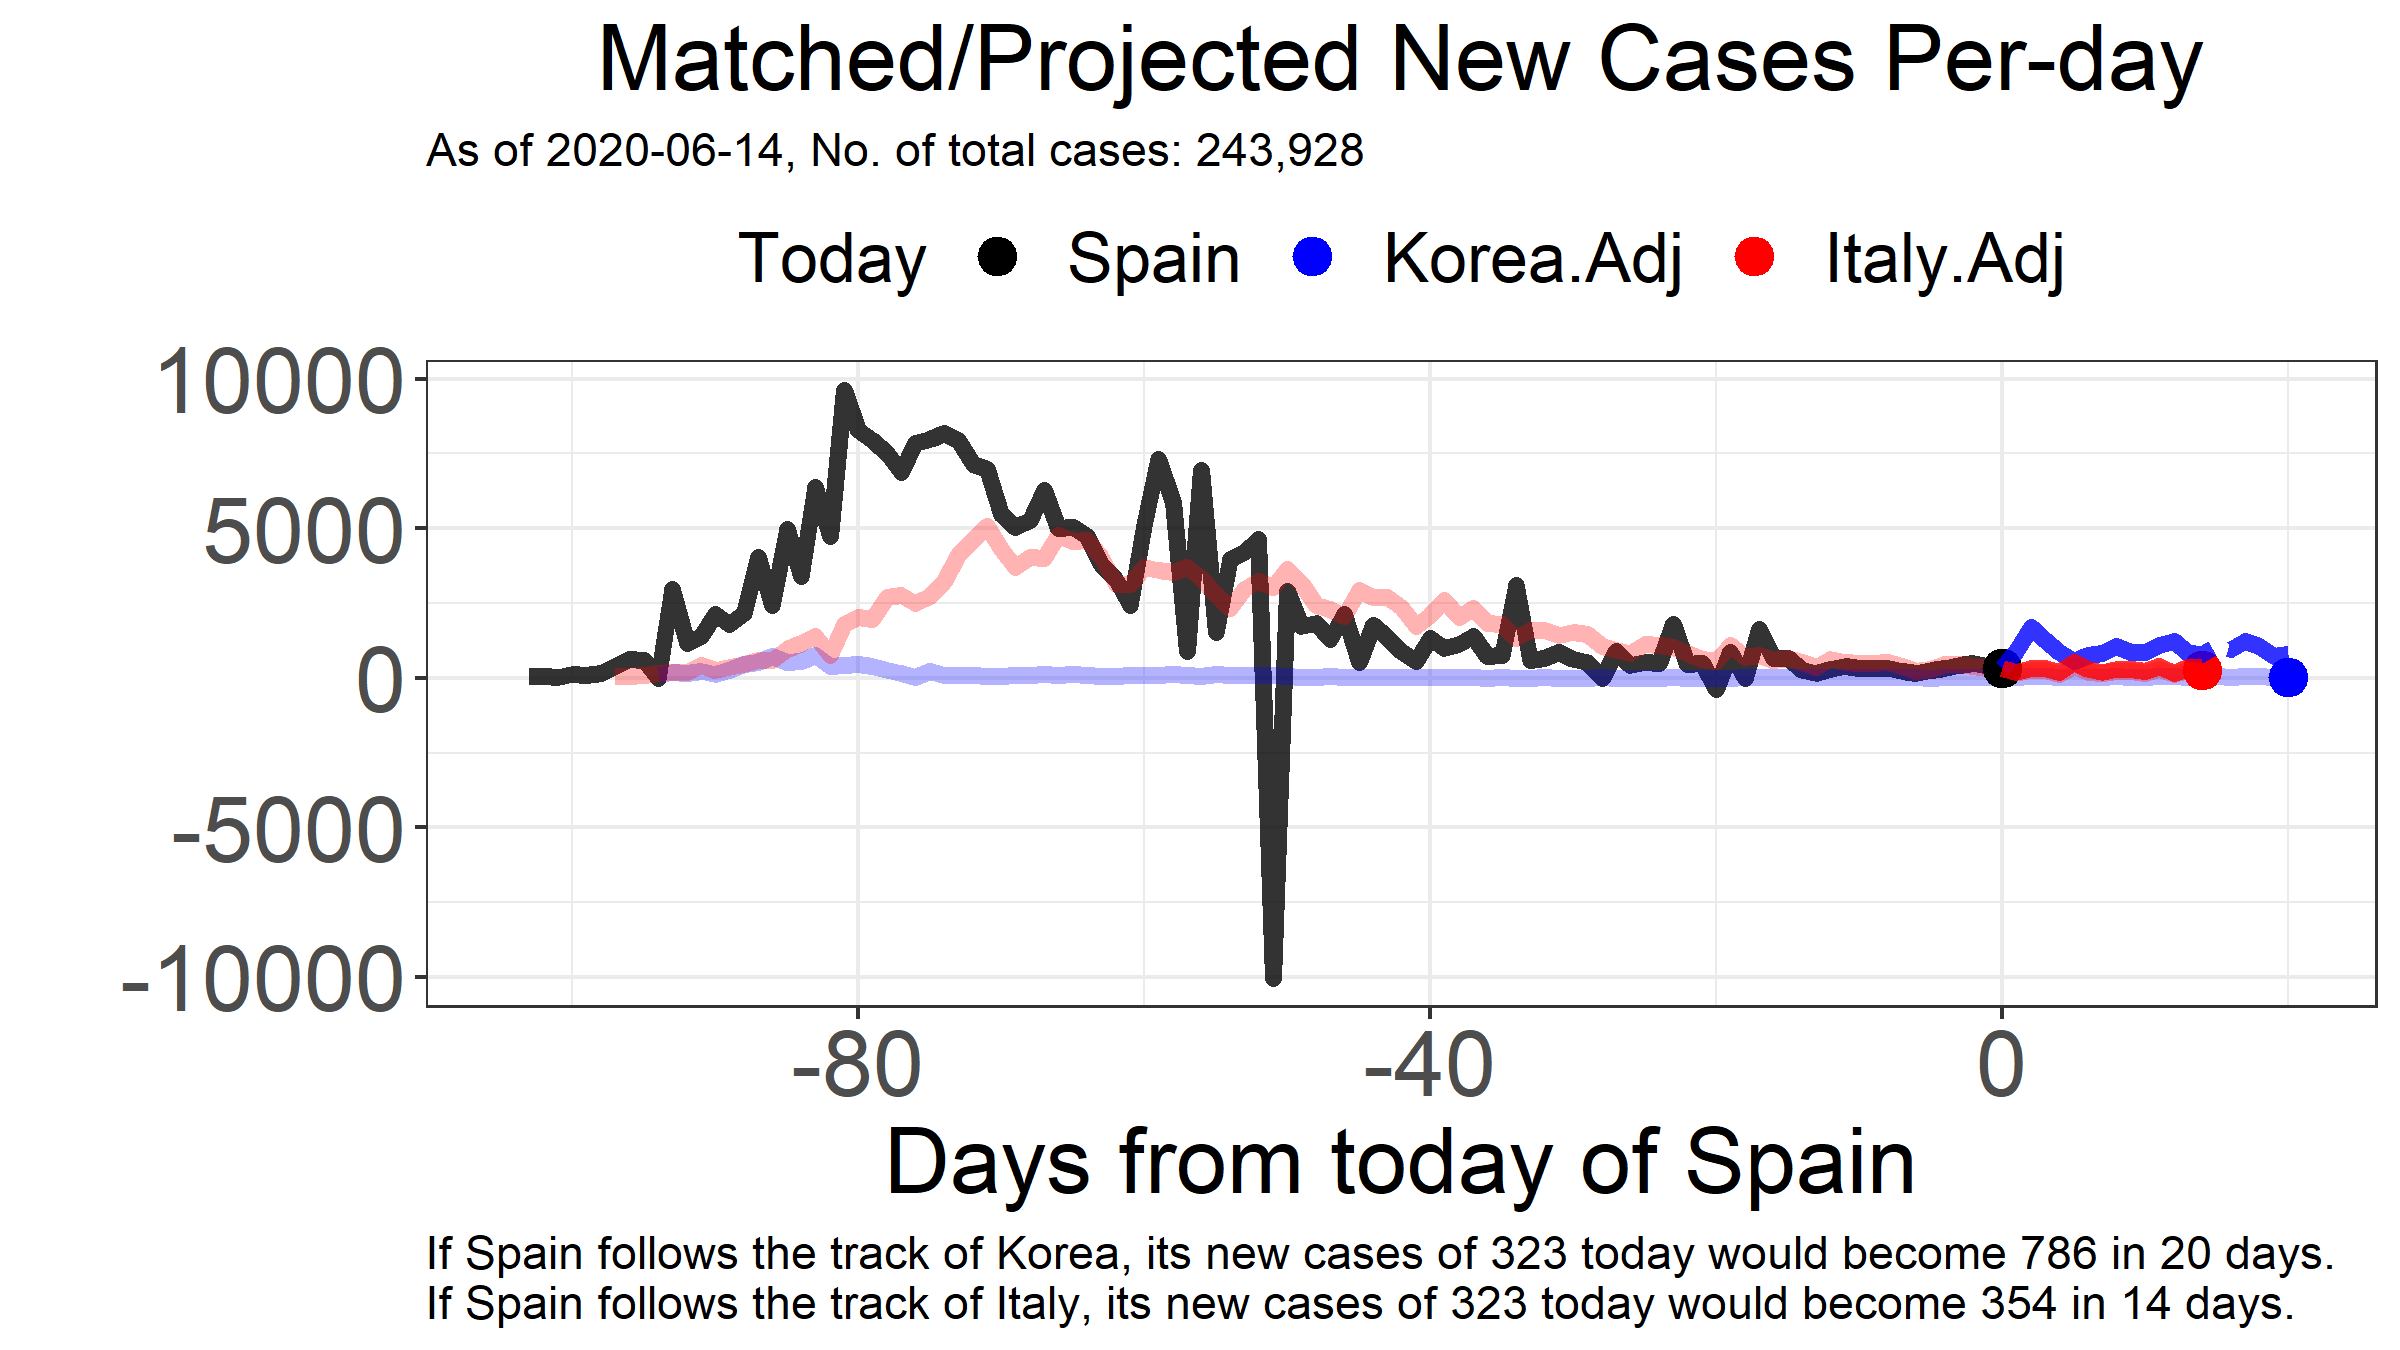 Matched/Projected New Cases Per-day
As of 2020-06-14, No. of total cases: 243,928
Today Spain Korea.Adj Italy.Adj
10000
5000
0
-5000
-10000
-80 -40 0
Days from today of Spain
If Spain follows the track of Korea, its new cases of 323 today would become 786 in 20 days.
If Spain follows the track of Italy, its new cases of 323 today would become 354 in 14 days.